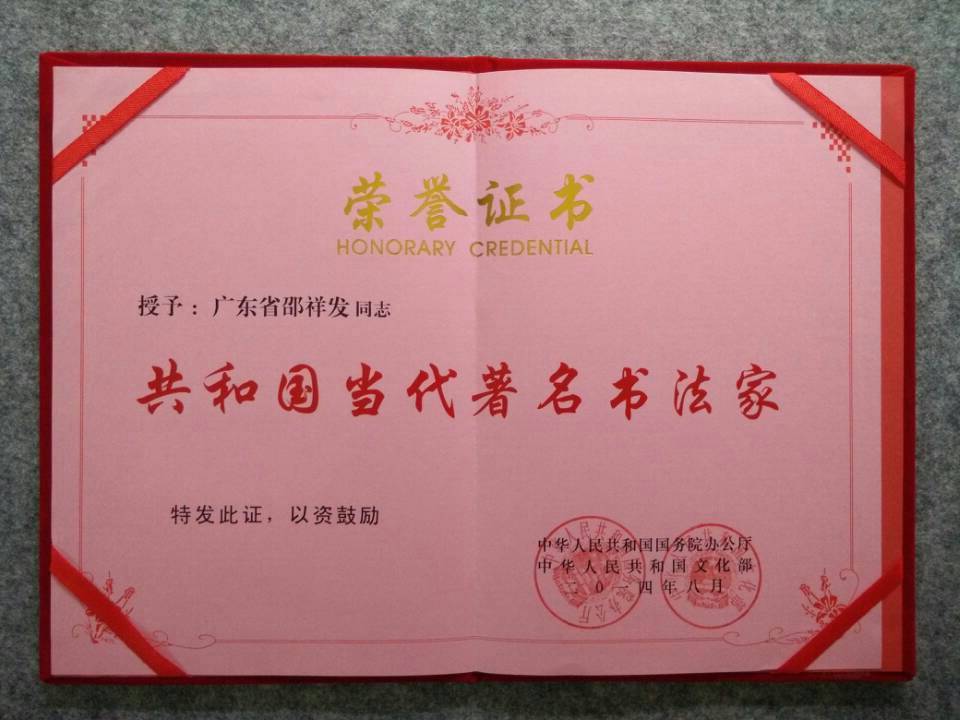 荣誉证书
HONORARY CREDENTIAL
授予：广东省邵祥发同志
共和国当代著名书法家
特发此证，以资鼓励
中华人民共和国国务院办公厅
中华人民共和国文化部
二0一四年八月